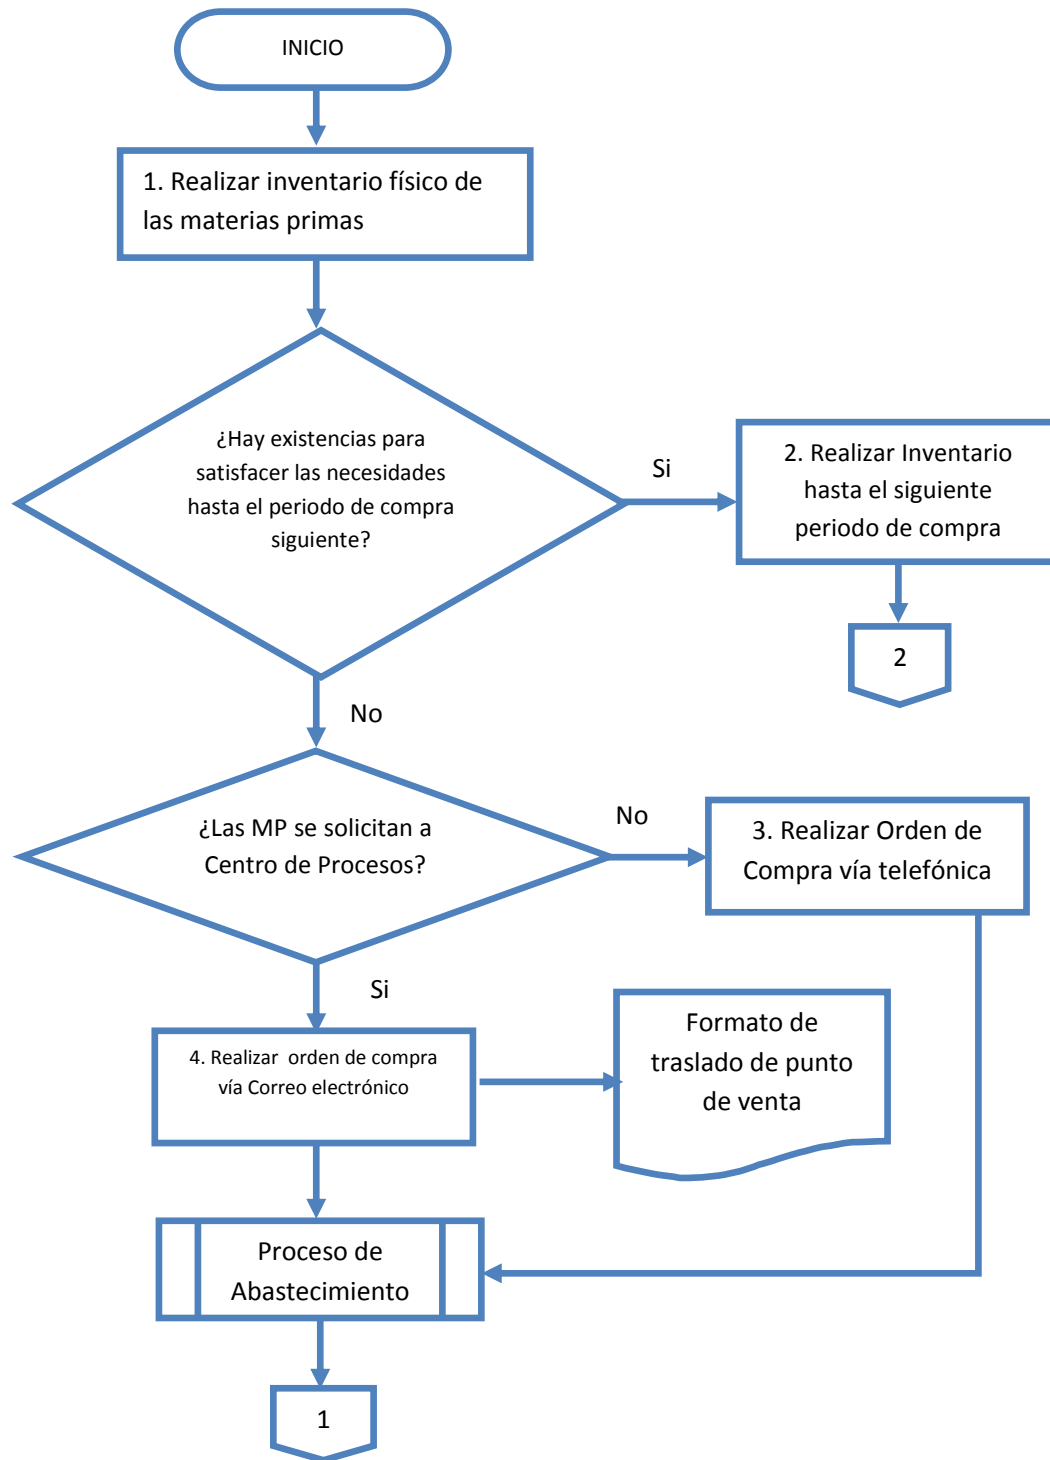 INICIO
1. Realizar inventario físico de
las materias primas
¿Hay existencias para
satisfacer las necesidades
hasta el periodo de compra
siguiente?
Si
2. Realizar Inventario
hasta el siguiente
periodo de compra
2
No
¿Las MP se solicitan a
Centro de Procesos?
No
3. Realizar Orden de
Compra vía telefónica
Si
4. Realizar  orden de compra
vía Correo electrónico
Formato de
traslado de punto
de venta
Proceso de
Abastecimiento
1